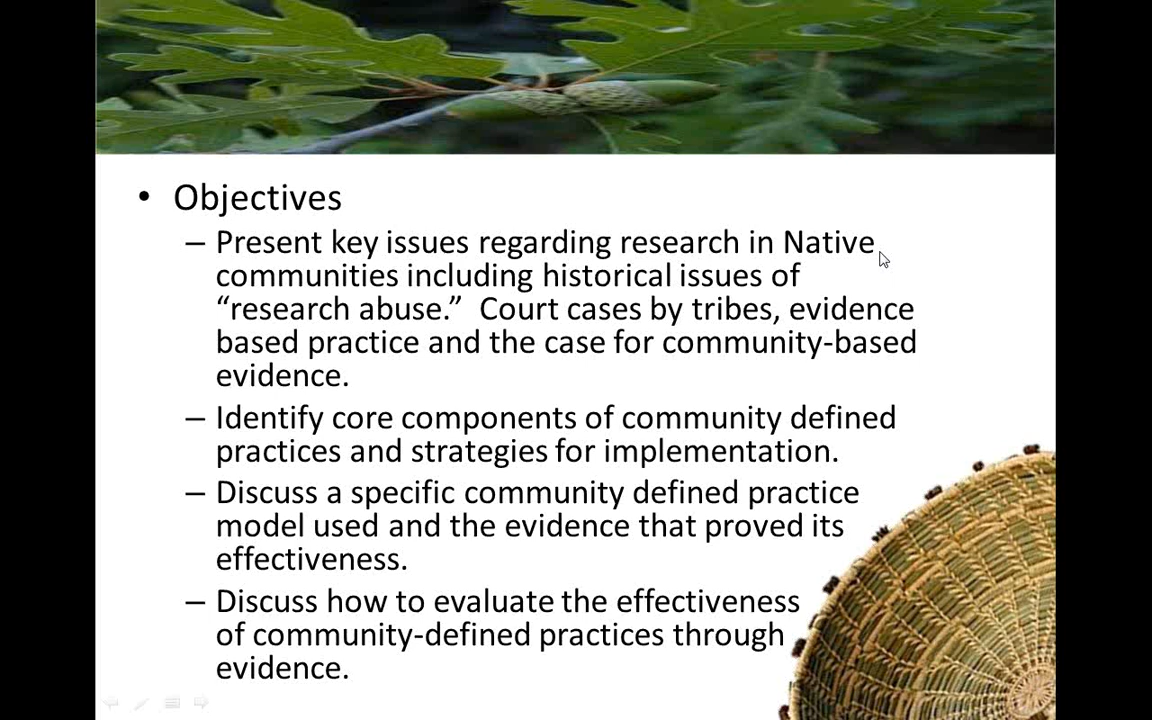 • Objectives
– Present key issues regarding research in Native
communities including historical issues of
“research abuse.”  Court cases by tribes, evidence
based practice and the case for community-based
evidence.
– Identify core components of community defined
practices and strategies for implementation.
– Discuss a specific community defined practice
model used and the evidence that proved its
effectiveness.
– Discuss how to evaluate the effectiveness
of community-defined practices through
evidence.